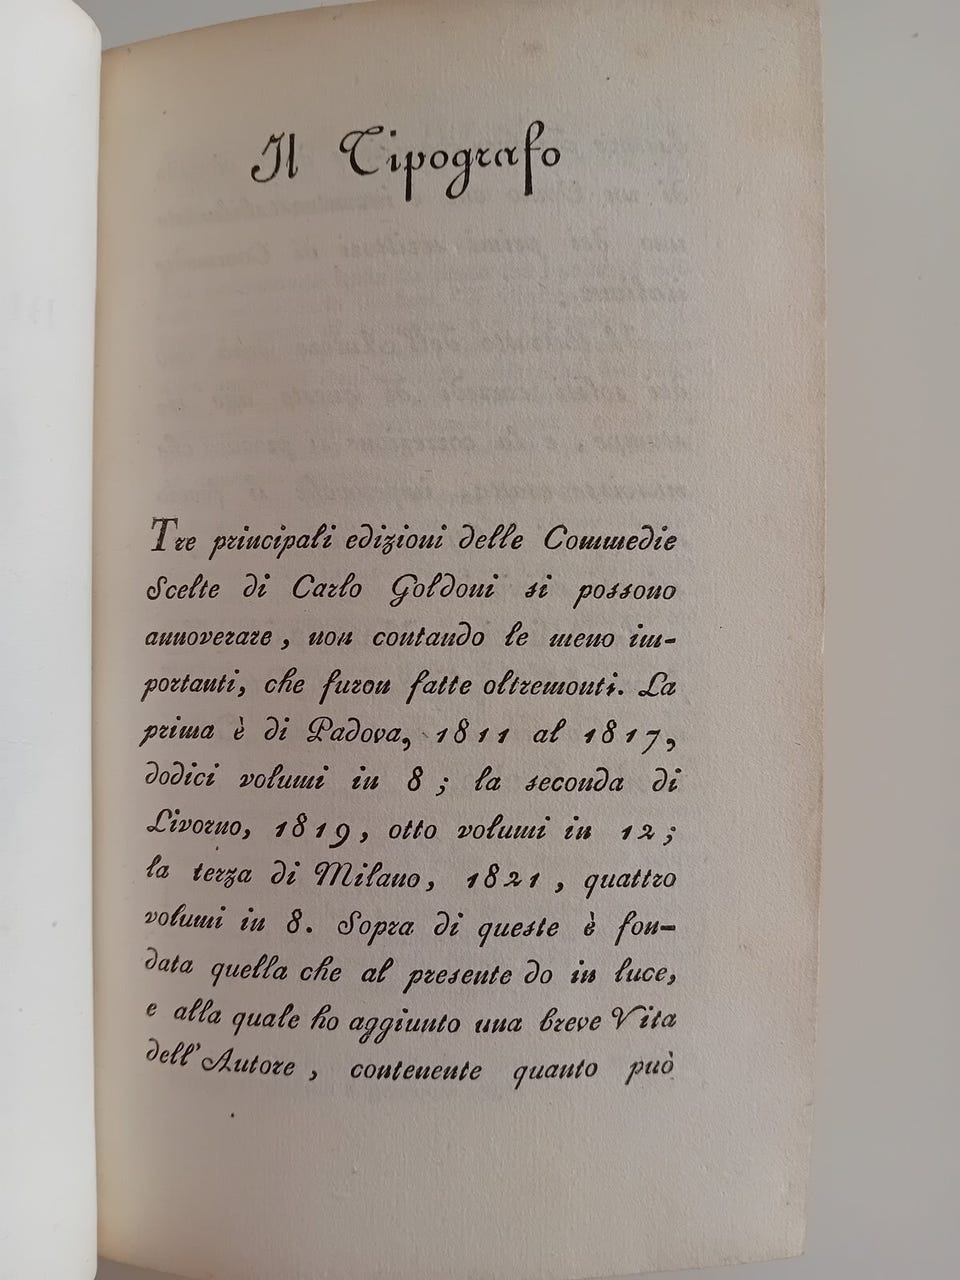 Il Tipografo
Tre principali edizioni delle Commedie
Scelte di Carlo Goldoni si possono
annoverare, non contando le meno im-
portanti, che furon fatte oltremonti. La
prima è di Padova, 1811 al 1817,
dodici volumi in 8; la seconda di
Livorno, 1819, otto volumi in 12;
la terza di Milano, 1821, quattro
volumi in 8. Sopra di queste è fon-
data quella che al presente do in luce,
e alla quale ho aggiunto una breve Vita
dell'Autore, contenente quanto può